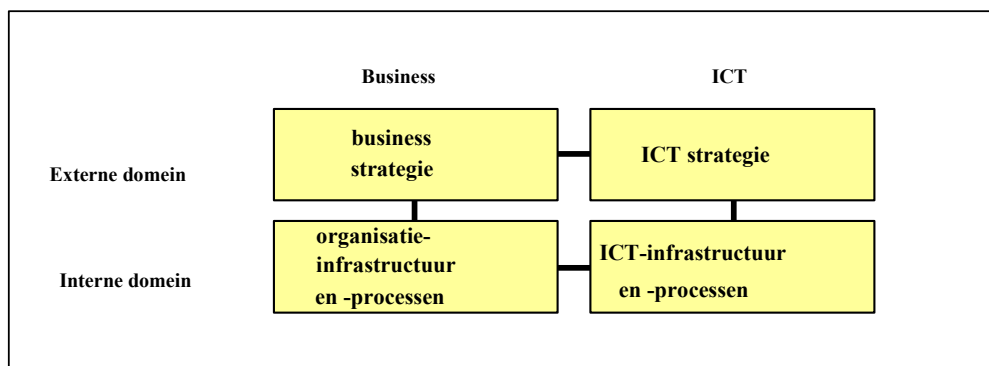 Business
ICT
business
strategie
ICT strategie
Externe domein
organisatie-
infrastructuur
en -processen
ICT-infrastructuur
en -processen
Interne domein